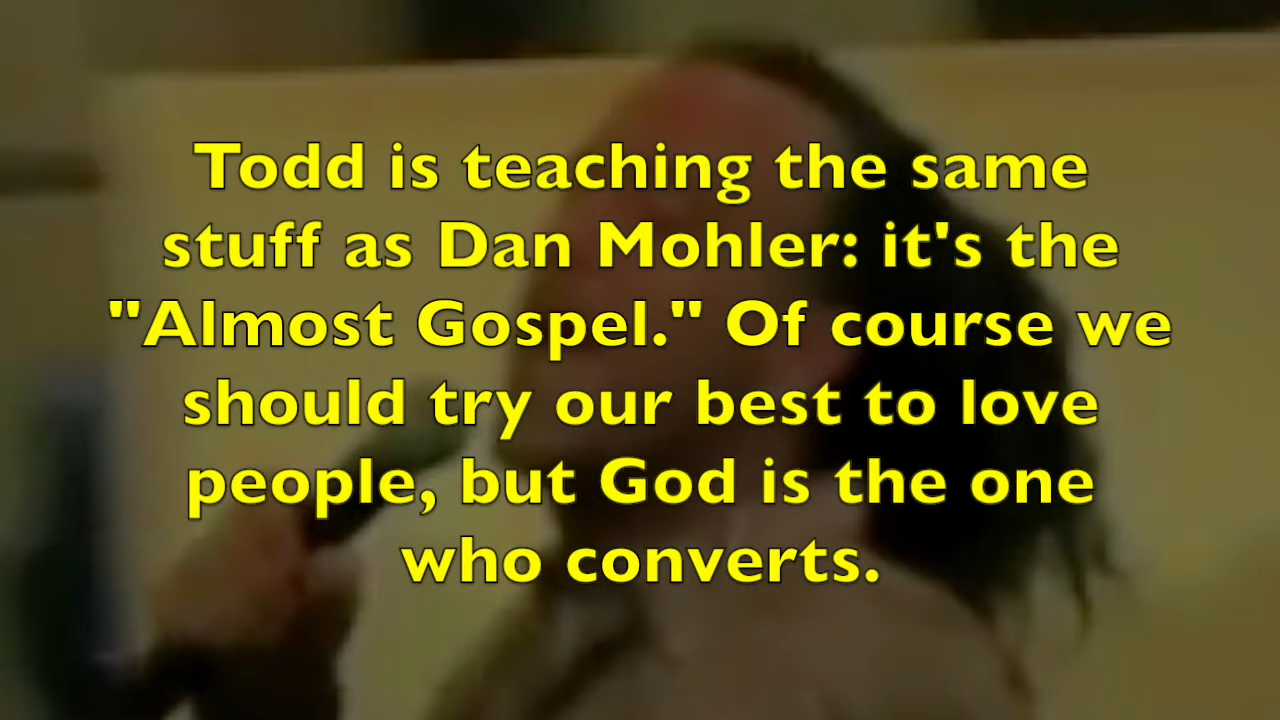 Todd is teaching the same
stuff as Dan Mohler: it's the
"Almost Gospel." Of course we
should try our best to love
people, but God is the one
who converts.